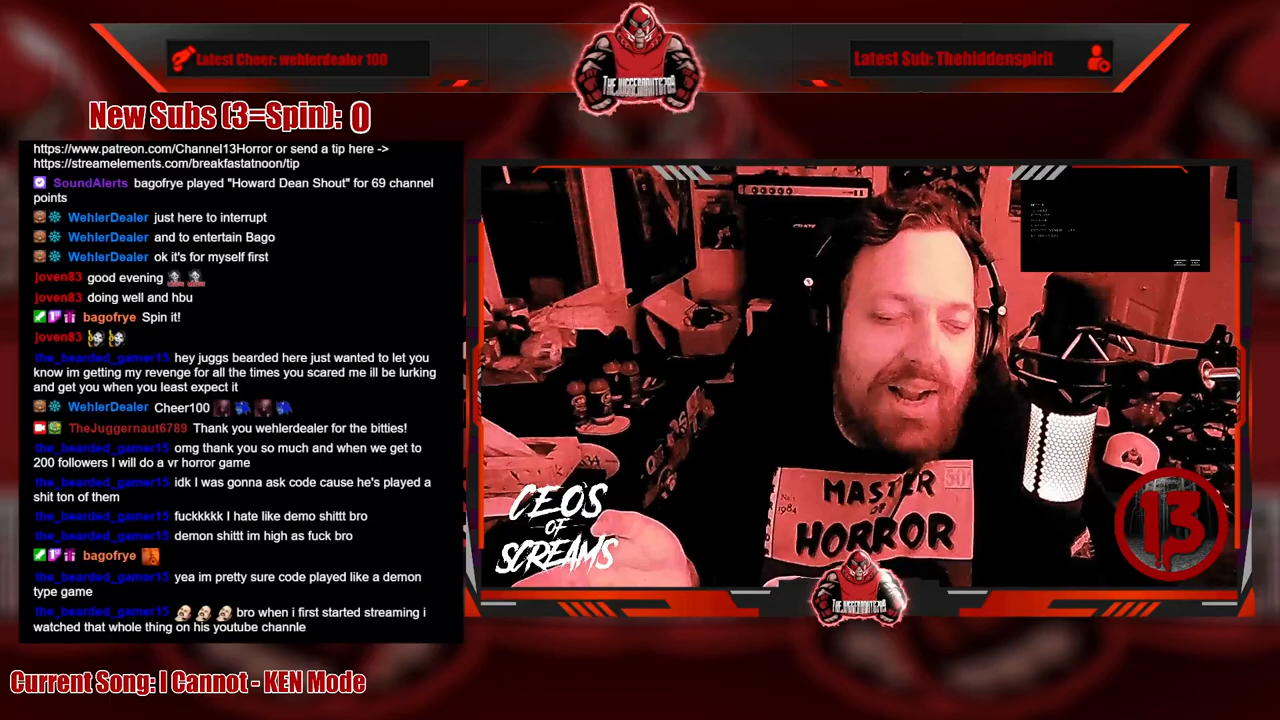 Latest Cheer: wehlerdealer 100
THEJUGGERNAUT6789
Latest Sub: Thehiddenspirit
New Subs (3=Spin): 0
https://www.patreon.com/Channel13Horror or send a tip here ->
https://streamelements.com/breakfastatnoon/tip
SoundAlerts bagofrye played "Howard Dean Shout" for 69 channel
points
WehlerDealer just here to interrupt
WehlerDealer and to entertain Bago
WehlerDealer ok it's for myself first
joven83 good evening
joven83 doing well and hbu
bagofrye Spin it!
joven83
the_bearded_gamer15 hey juggs bearded here just wanted to let you
know im getting my revenge for all the times you scared me ill be lurking
and get you when you least expect it
WehlerDealer Cheer100
TheJuggernaut6789 Thank you wehlerdealer for the bitties!
the_bearded_gamer15 omg thank you so much and when we get to
200 followers I will do a vr horror game
the_bearded_gamer15 idk I was gonna ask code cause he's played a
shit ton of them
the_bearded_gamer15 fuckkkkk I hate like demo shittt bro
the_bearded_gamer15 demon shittt im high as fuck bro
bagofrye
the_bearded_gamer15 yea im pretty sure code played like a demon
type game
the_bearded_gamer15 bro when i first started streaming i
watched that whole thing on his youtube channle
Current Song: I Cannot - KEN Mode
CEO'S
OF
SCREAMS
No. 1
1984
50¢
MASTER
OF
HORROR
13
THEJUGGERNAUT6789